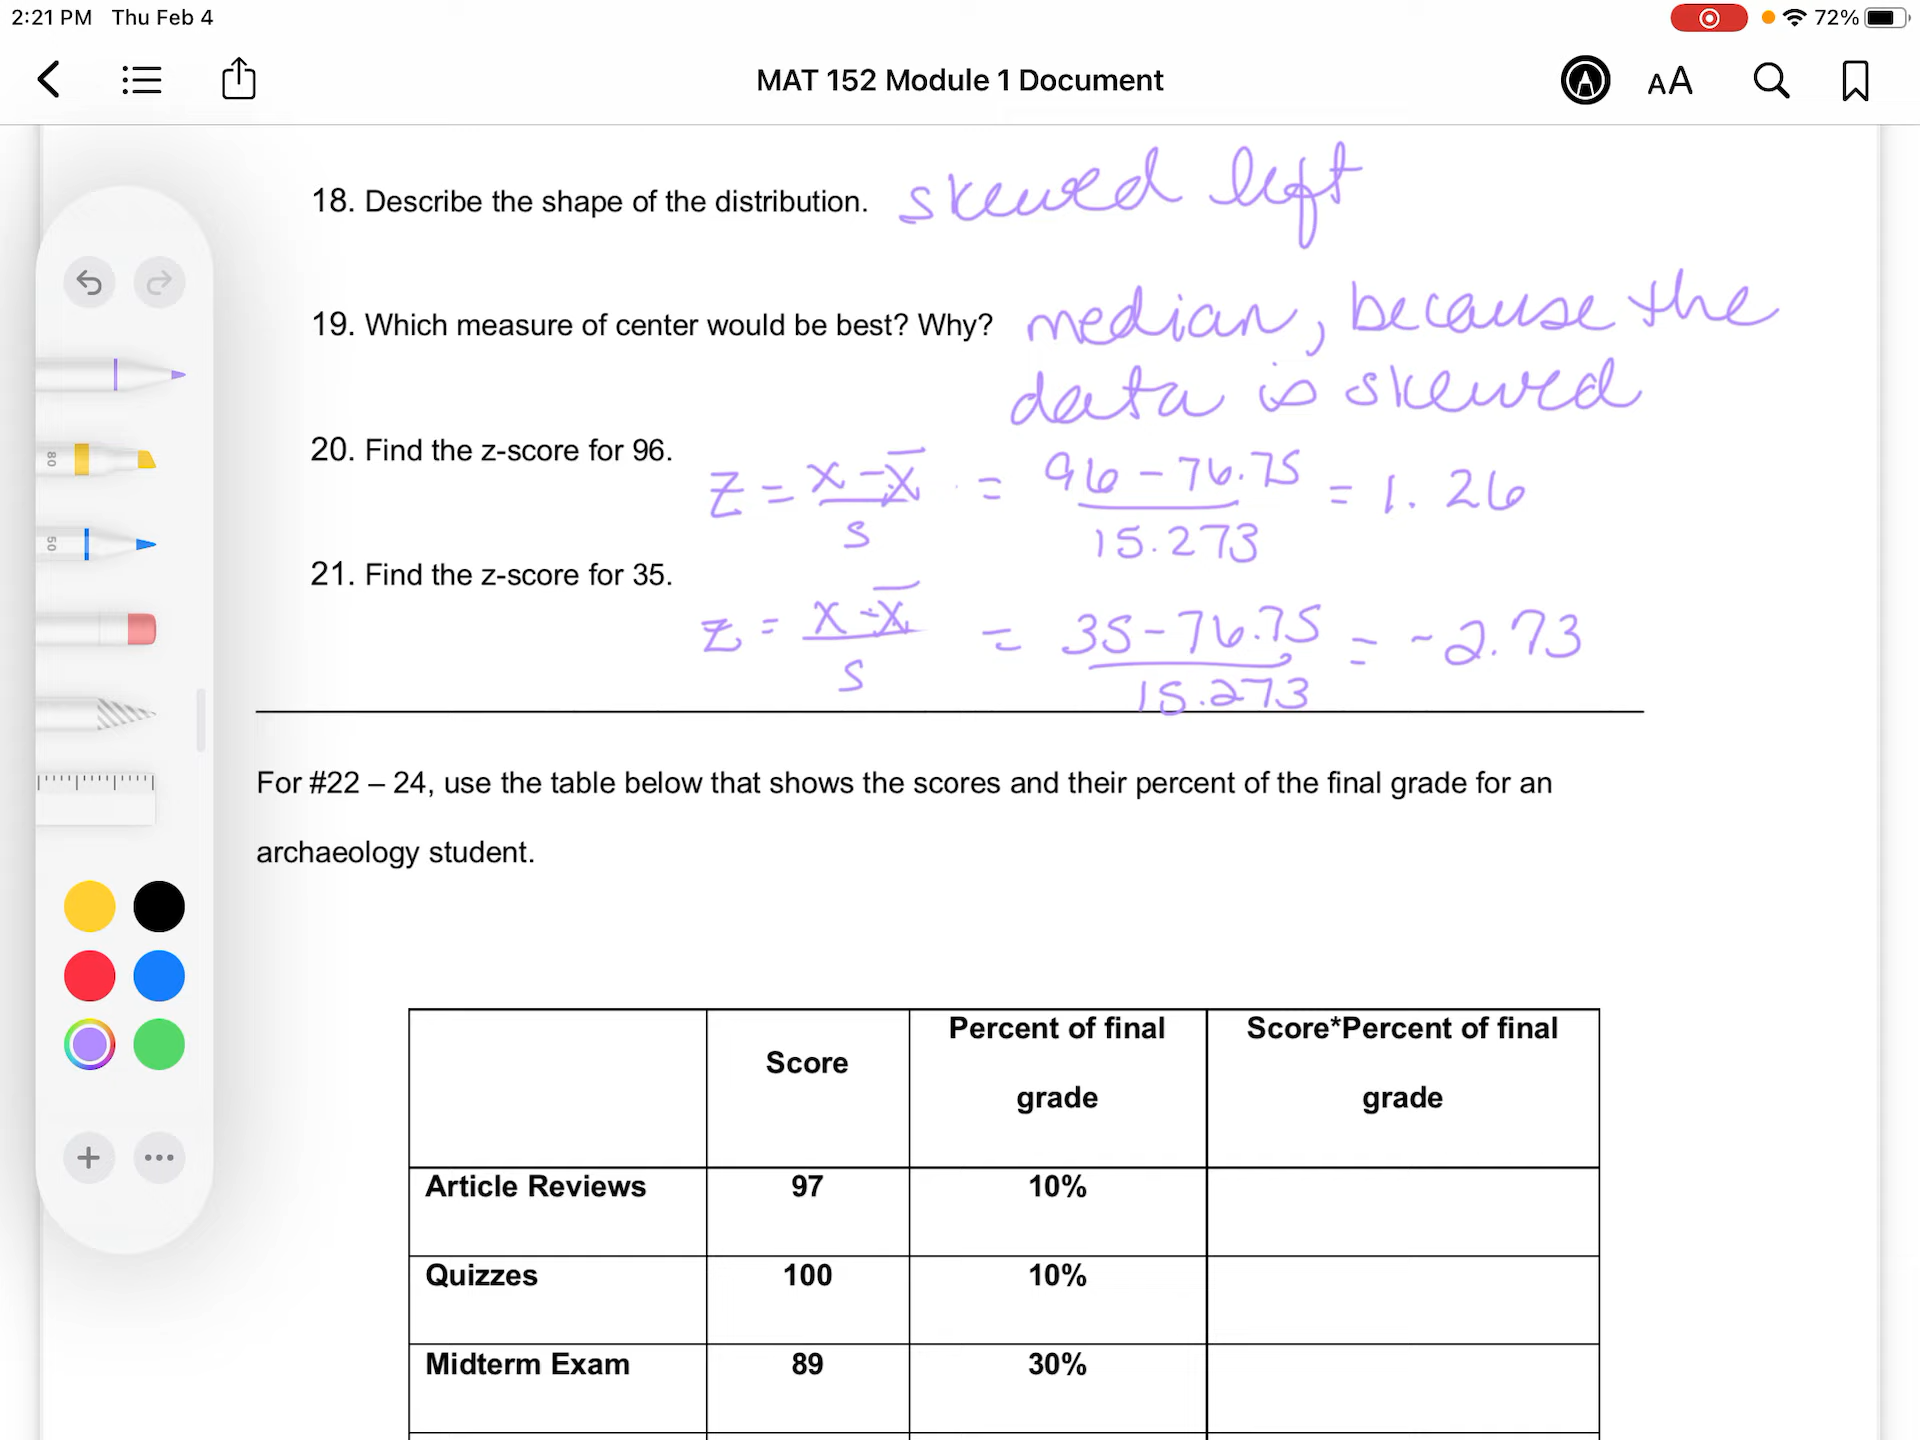 2:21 PM Thu Feb 4
72%
MAT 152 Module 1 Document
AA
18. Describe the shape of the distribution. skewed left
19. Which measure of center would be best? Why? median, because the
data is skewed
20. Find the z-score for 96.
z = x - x̄ / s = 96 - 76.75 / 15.273 = 1.26
21. Find the z-score for 35.
z = x - x̄ / s = 35 - 76.75 / 15.273 = -2.73
For #22 – 24, use the table below that shows the scores and their percent of the final grade for an
archaeology student.
Score Percent of final grade Score*Percent of final grade
Article Reviews 97 10%
Quizzes 100 10%
Midterm Exam 89 30%
80
50